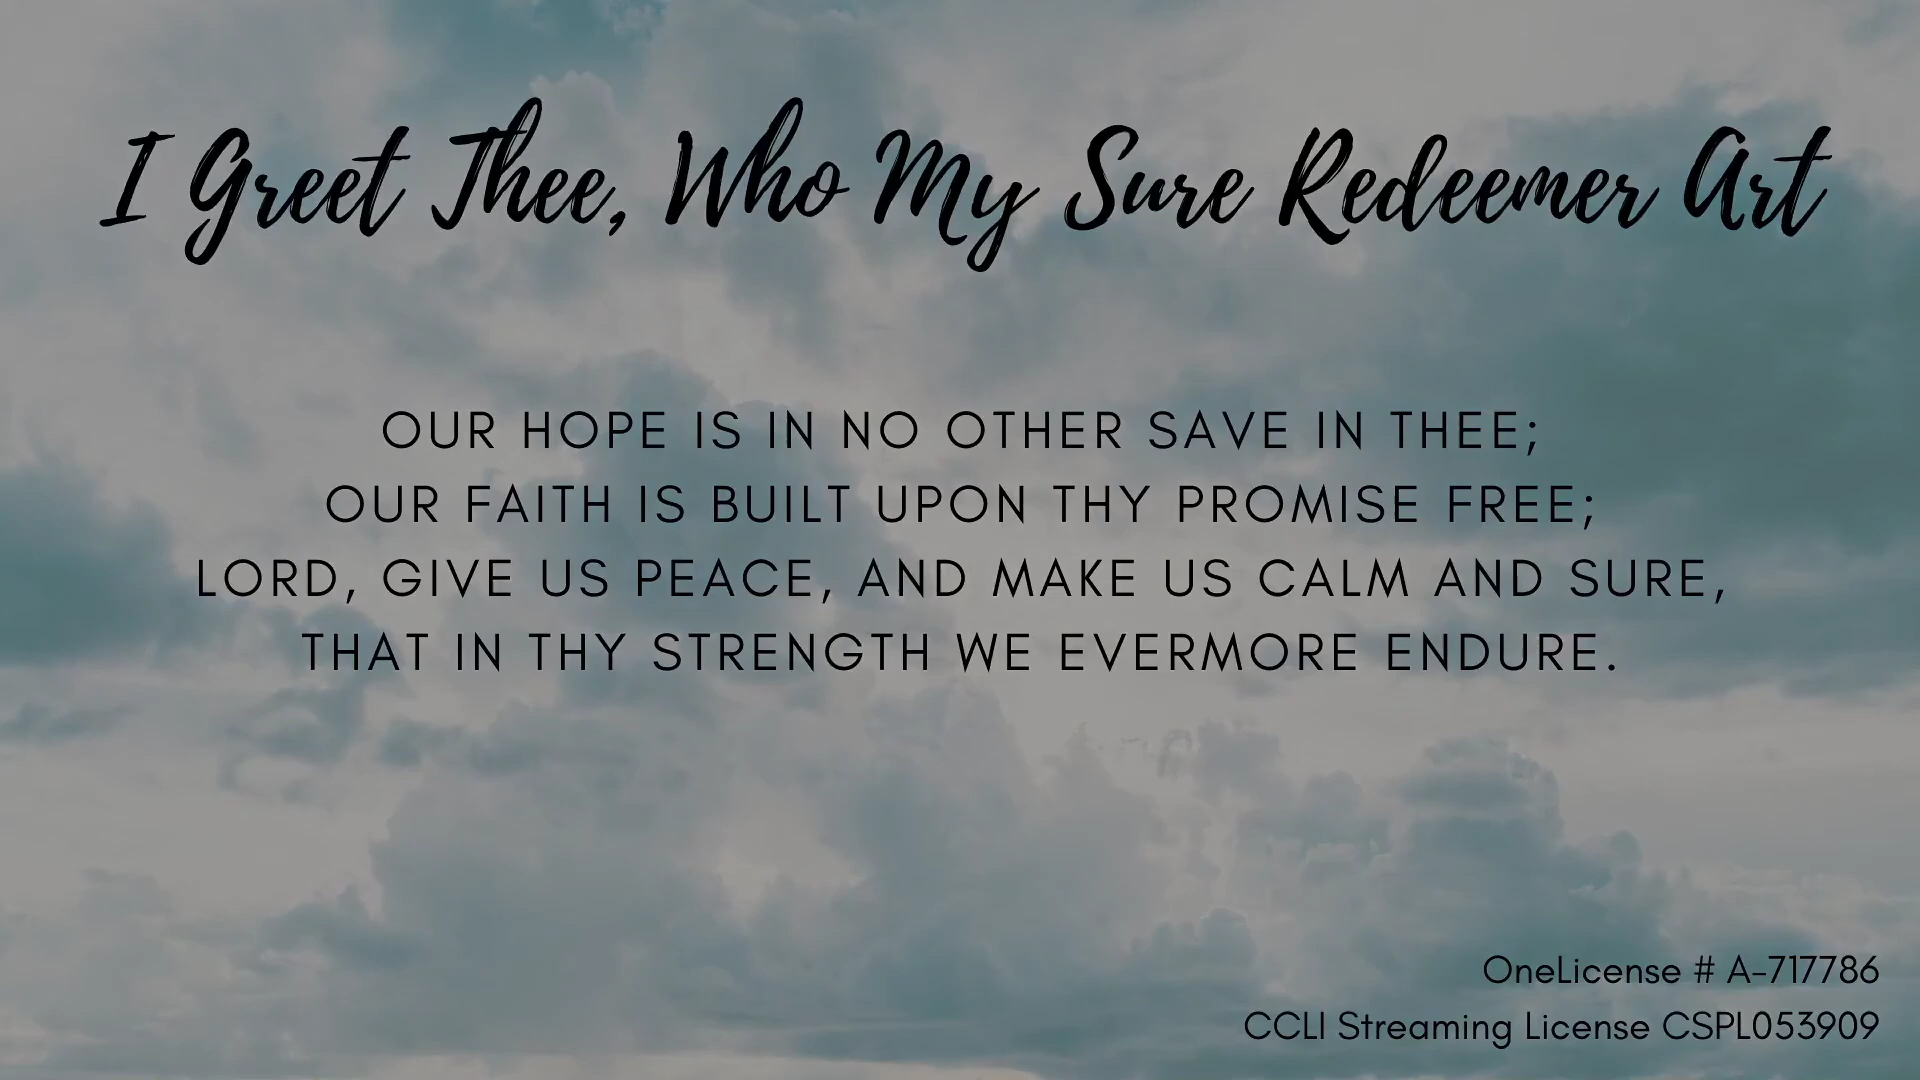 I Greet Thee, Who My Sure Redeemer Art
OUR HOPE IS IN NO OTHER SAVE IN THEE;
OUR FAITH IS BUILT UPON THY PROMISE FREE;
LORD, GIVE US PEACE, AND MAKE US CALM AND SURE,
THAT IN THY STRENGTH WE EVERMORE ENDURE.
OneLicense # A-717786
CCLI Streaming License CSPL053909